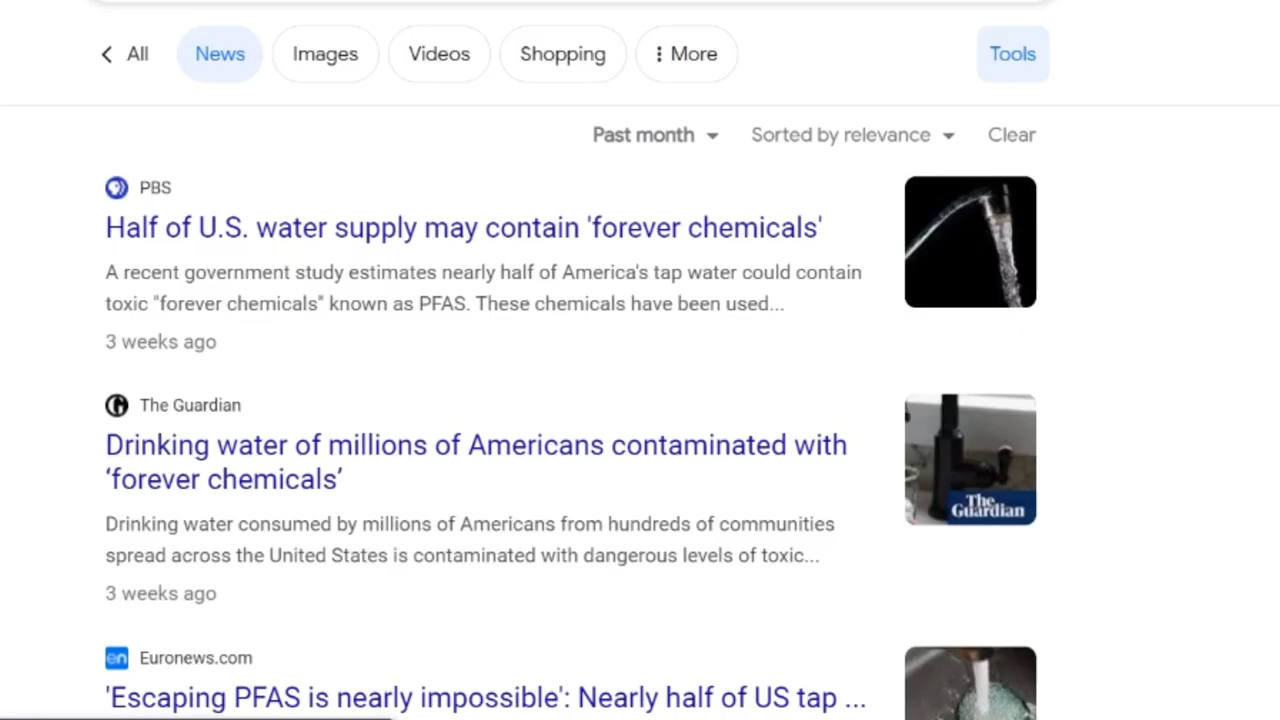 All
News
Images
Videos
Shopping
More
Tools
Past month
Sorted by relevance
Clear
PBS
Half of U.S. water supply may contain 'forever chemicals'
A recent government study estimates nearly half of America's tap water could contain
toxic "forever chemicals" known as PFAS. These chemicals have been used...
3 weeks ago
The Guardian
Drinking water of millions of Americans contaminated with
‘forever chemicals’
Drinking water consumed by millions of Americans from hundreds of communities
spread across the United States is contaminated with dangerous levels of toxic...
3 weeks ago
The
Guardian
en
Euronews.com
'Escaping PFAS is nearly impossible': Nearly half of US tap ...